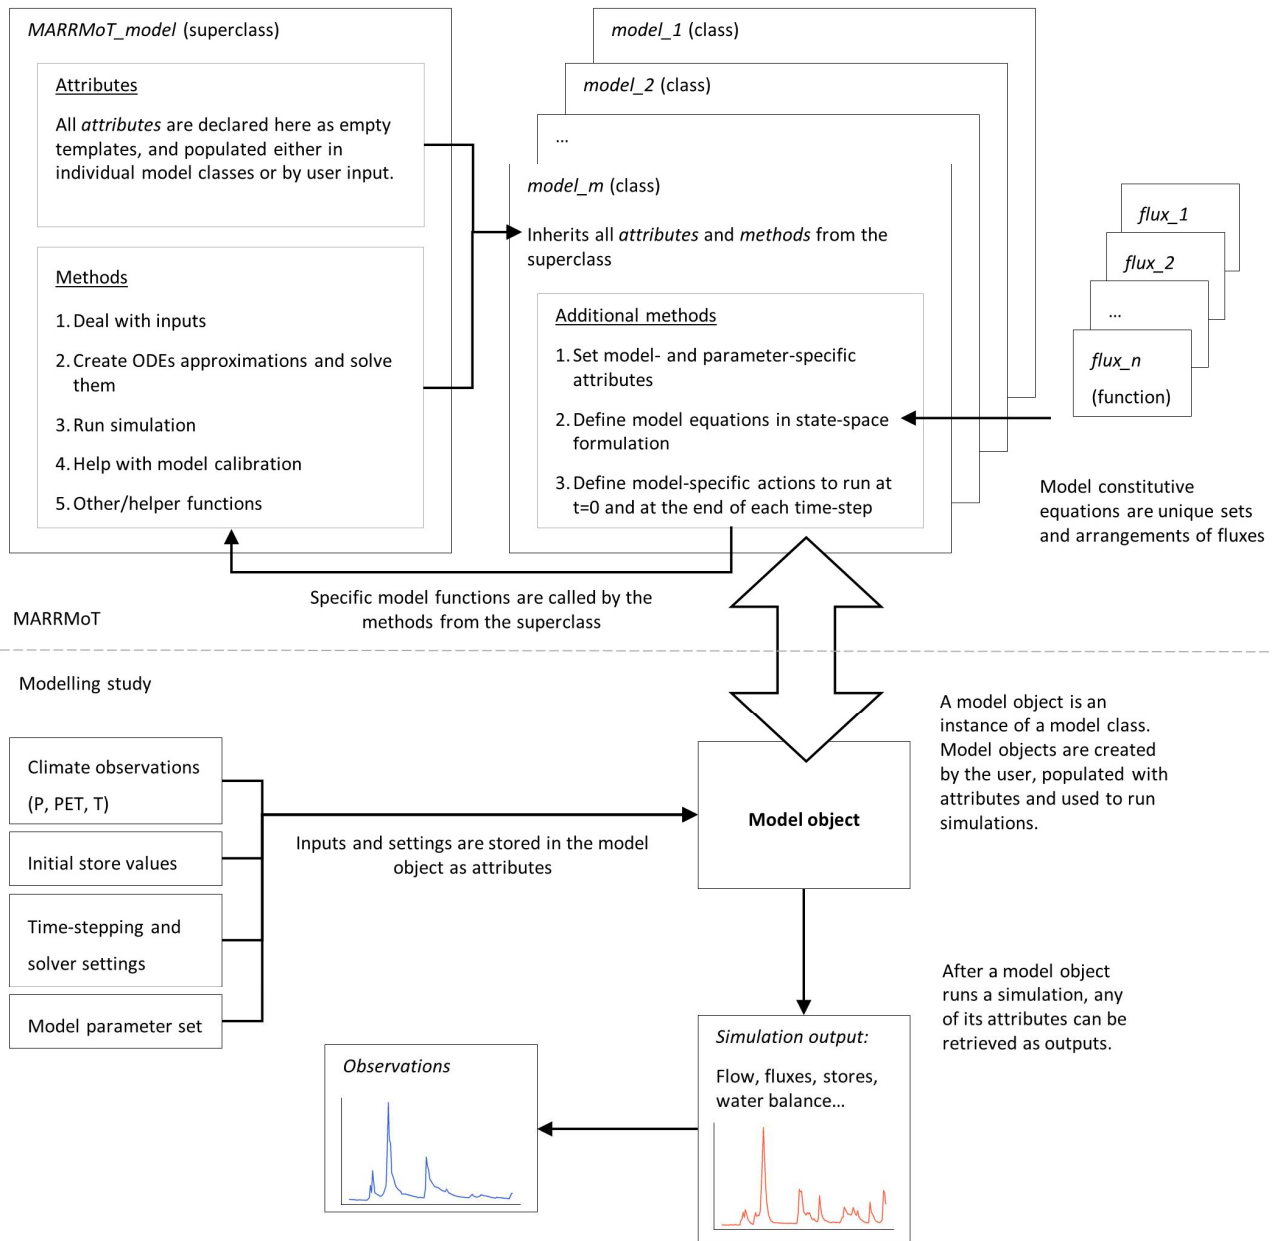 MARRMoT_model (superclass)
Attributes
All attributes are declared here as empty
templates, and populated either in
individual model classes or by user input.
Methods
1. Deal with inputs
2. Create ODEs approximations and solve
them
3. Run simulation
4. Help with model calibration
5. Other/helper functions
model_1 (class)
model_2 (class)
...
model_m (class)
Inherits all attributes and methods from the
superclass
Additional methods
1. Set model- and parameter-specific
attributes
2. Define model equations in state-space
formulation
3. Define model-specific actions to run at
t=0 and at the end of each time-step
flux_1
flux_2
...
flux_n
(function)
Model constitutive
equations are unique sets
and arrangements of fluxes
Specific model functions are called by the
methods from the superclass
MARRMoT
Modelling study
Climate observations
(P, PET, T)
Initial store values
Time-stepping and
solver settings
Model parameter set
Inputs and settings are stored in the model
object as attributes
Model object
A model object is an
instance of a model class.
Model objects are created
by the user, populated with
attributes and used to run
simulations.
After a model object
runs a simulation, any
of its attributes can be
retrieved as outputs.
Simulation output:
Flow, fluxes, stores,
water balance...
Observations